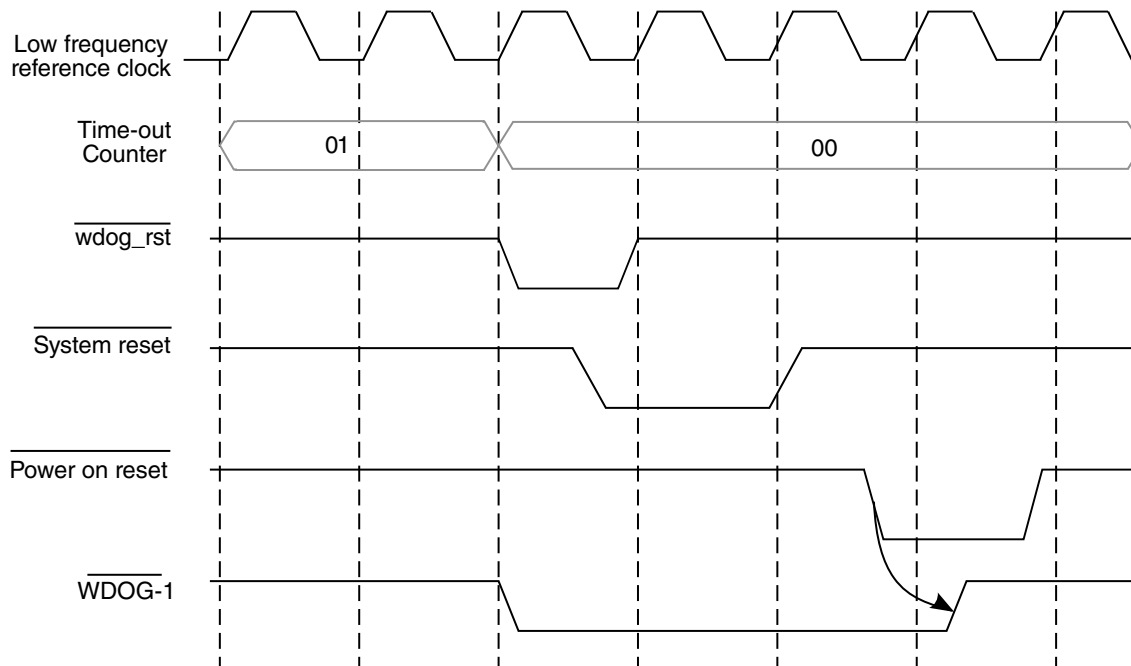 Low frequency
reference clock
Time-out
Counter
01
00
wdog_rst
System reset
Power on reset
WDOG-1